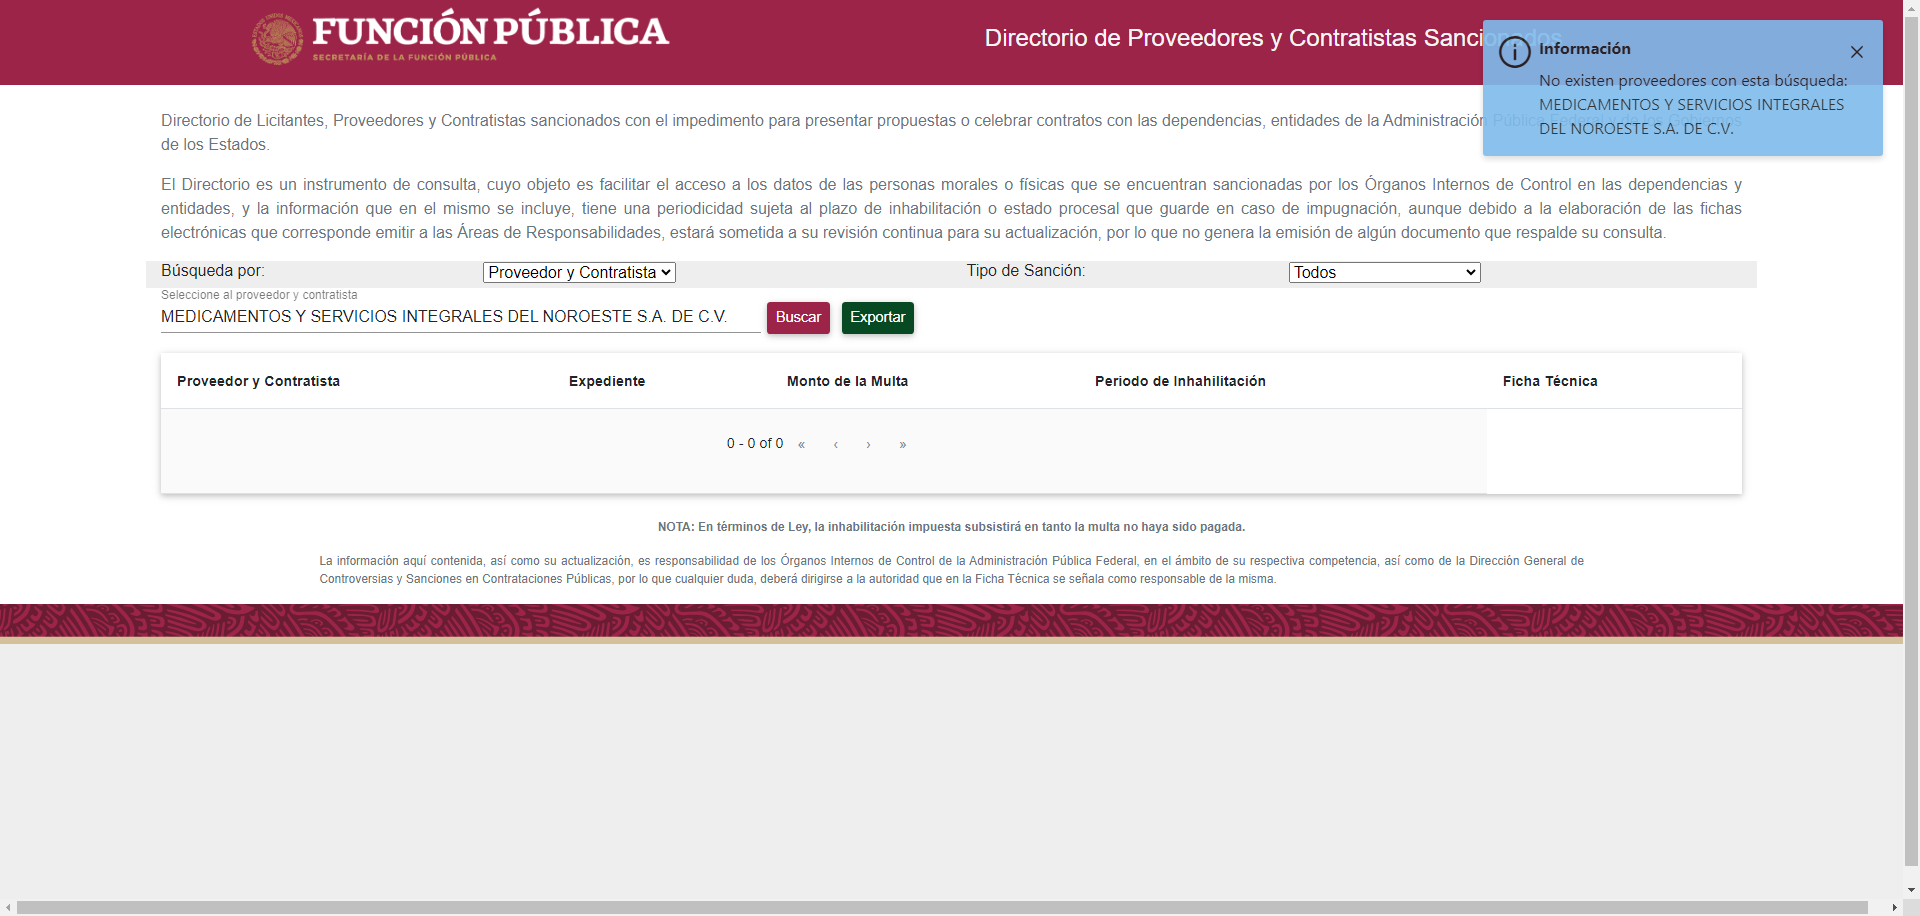 FUNCIÓN PÚBLICA
SECRETARÍA DE LA FUNCIÓN PÚBLICA
Directorio de Proveedores y Contratistas Sancionados
Información
No existen proveedores con esta búsqueda:
MEDICAMENTOS Y SERVICIOS INTEGRALES
DEL NOROESTE S.A. DE C.V.
Directorio de Licitantes, Proveedores y Contratistas sancionados con el impedimento para presentar propuestas o celebrar contratos con las dependencias, entidades de la Administración Pública Federal y de los Gobiernos
de los Estados.
El Directorio es un instrumento de consulta, cuyo objeto es facilitar el acceso a los datos de las personas morales o físicas que se encuentran sancionadas por los Órganos Internos de Control en las dependencias y
entidades, y la información que en el mismo se incluye, tiene una periodicidad sujeta al plazo de inhabilitación o estado procesal que guarde en caso de impugnación, aunque debido a la elaboración de las fichas
electrónicas que corresponde emitir a las Áreas de Responsabilidades, estará sometida a su revisión continua para su actualización, por lo que no genera la emisión de algún documento que respalde su consulta.
Búsqueda por: Proveedor y Contratista Tipo de Sanción: Todos
Seleccione al proveedor y contratista
MEDICAMENTOS Y SERVICIOS INTEGRALES DEL NOROESTE S.A. DE C.V. Buscar Exportar
Proveedor y Contratista Expediente Monto de la Multa Periodo de Inhahilitación Ficha Técnica
0 - 0 of 0 « ‹ › »
NOTA: En términos de Ley, la inhabilitación impuesta subsistirá en tanto la multa no haya sido pagada.
La información aquí contenida, así como su actualización, es responsabilidad de los Órganos Internos de Control de la Administración Pública Federal, en el ámbito de su respectiva competencia, así como de la Dirección General de
Controversias y Sanciones en Contrataciones Públicas, por lo que cualquier duda, deberá dirigirse a la autoridad que en la Ficha Técnica se señala como responsable de la misma.